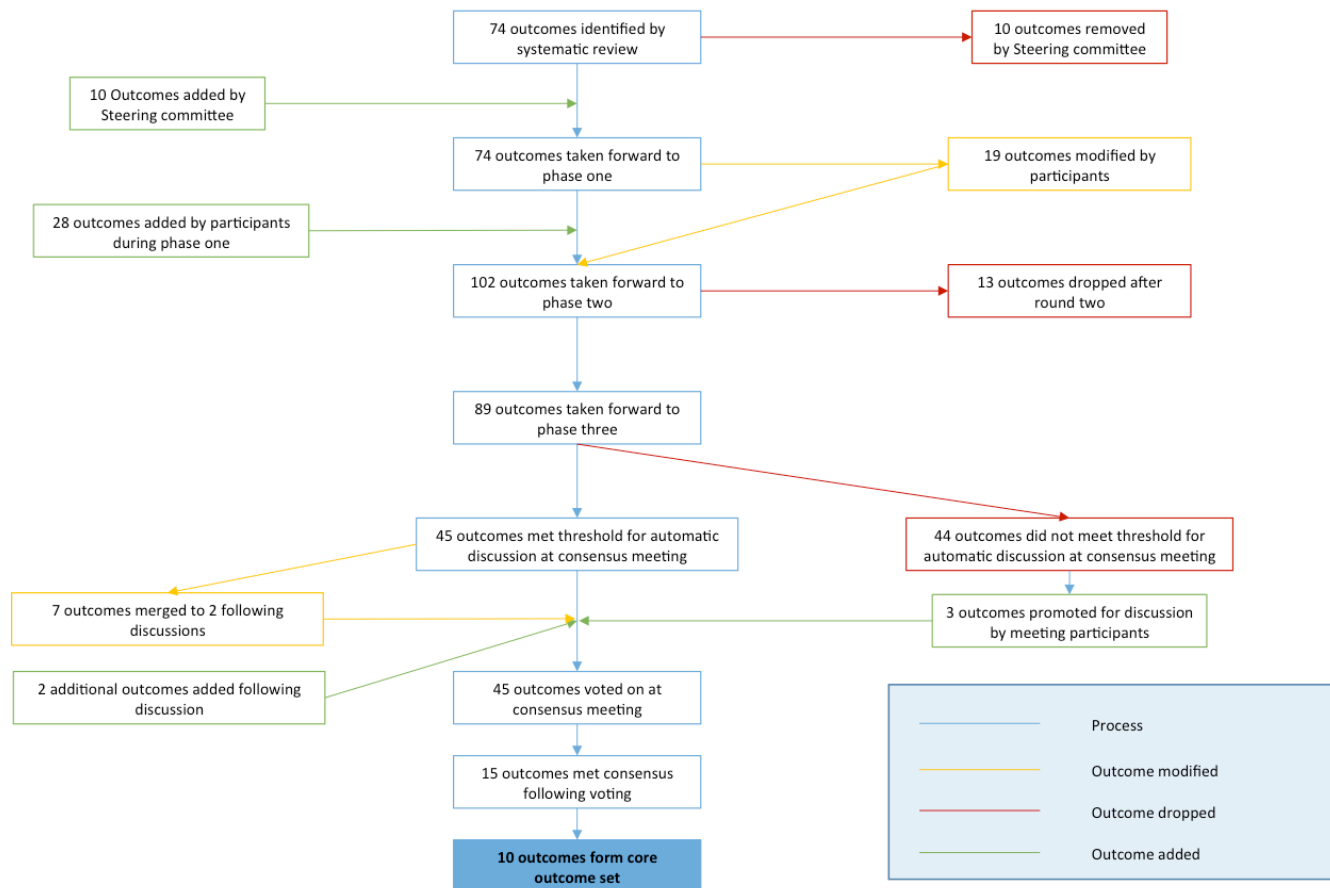 74 outcomes identified by
systematic review
10 outcomes removed
by Steering committee
10 Outcomes added by
Steering committee
74 outcomes taken forward to
phase one
19 outcomes modified by
participants
28 outcomes added by participants
during phase one
102 outcomes taken forward to
phase two
13 outcomes dropped after
round two
89 outcomes taken forward to
phase three
45 outcomes met threshold for automatic
discussion at consensus meeting
44 outcomes did not meet threshold for
automatic discussion at consensus meeting
7 outcomes merged to 2 following
discussions
3 outcomes promoted for discussion
by meeting participants
2 additional outcomes added following
discussion
45 outcomes voted on at
consensus meeting
15 outcomes met consensus
following voting
10 outcomes form core
outcome set
Process
Outcome modified
Outcome dropped
Outcome added